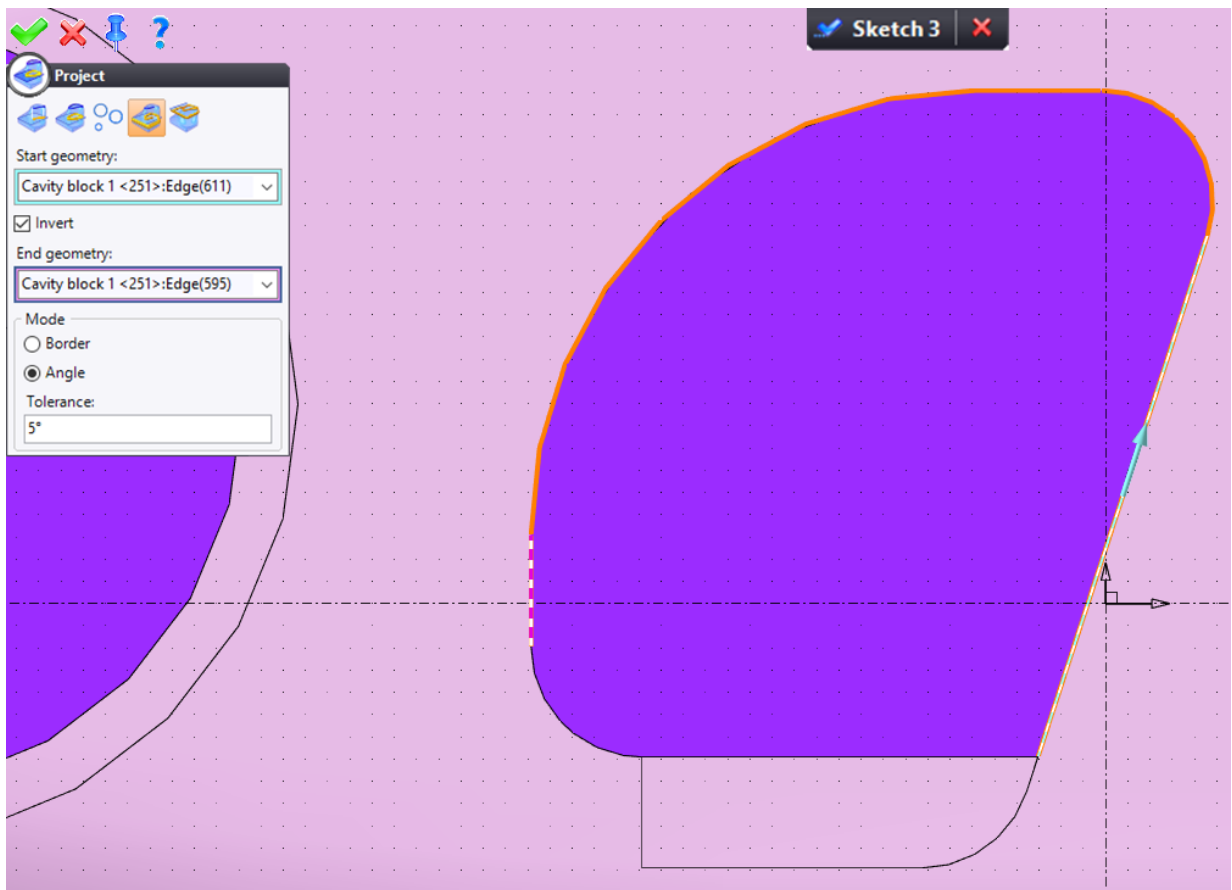 Sketch 3
Project
Start geometry:
Cavity block 1 <251>:Edge(611)
Invert
End geometry:
Cavity block 1 <251>:Edge(595)
Mode
Border
Angle
Tolerance:
5°